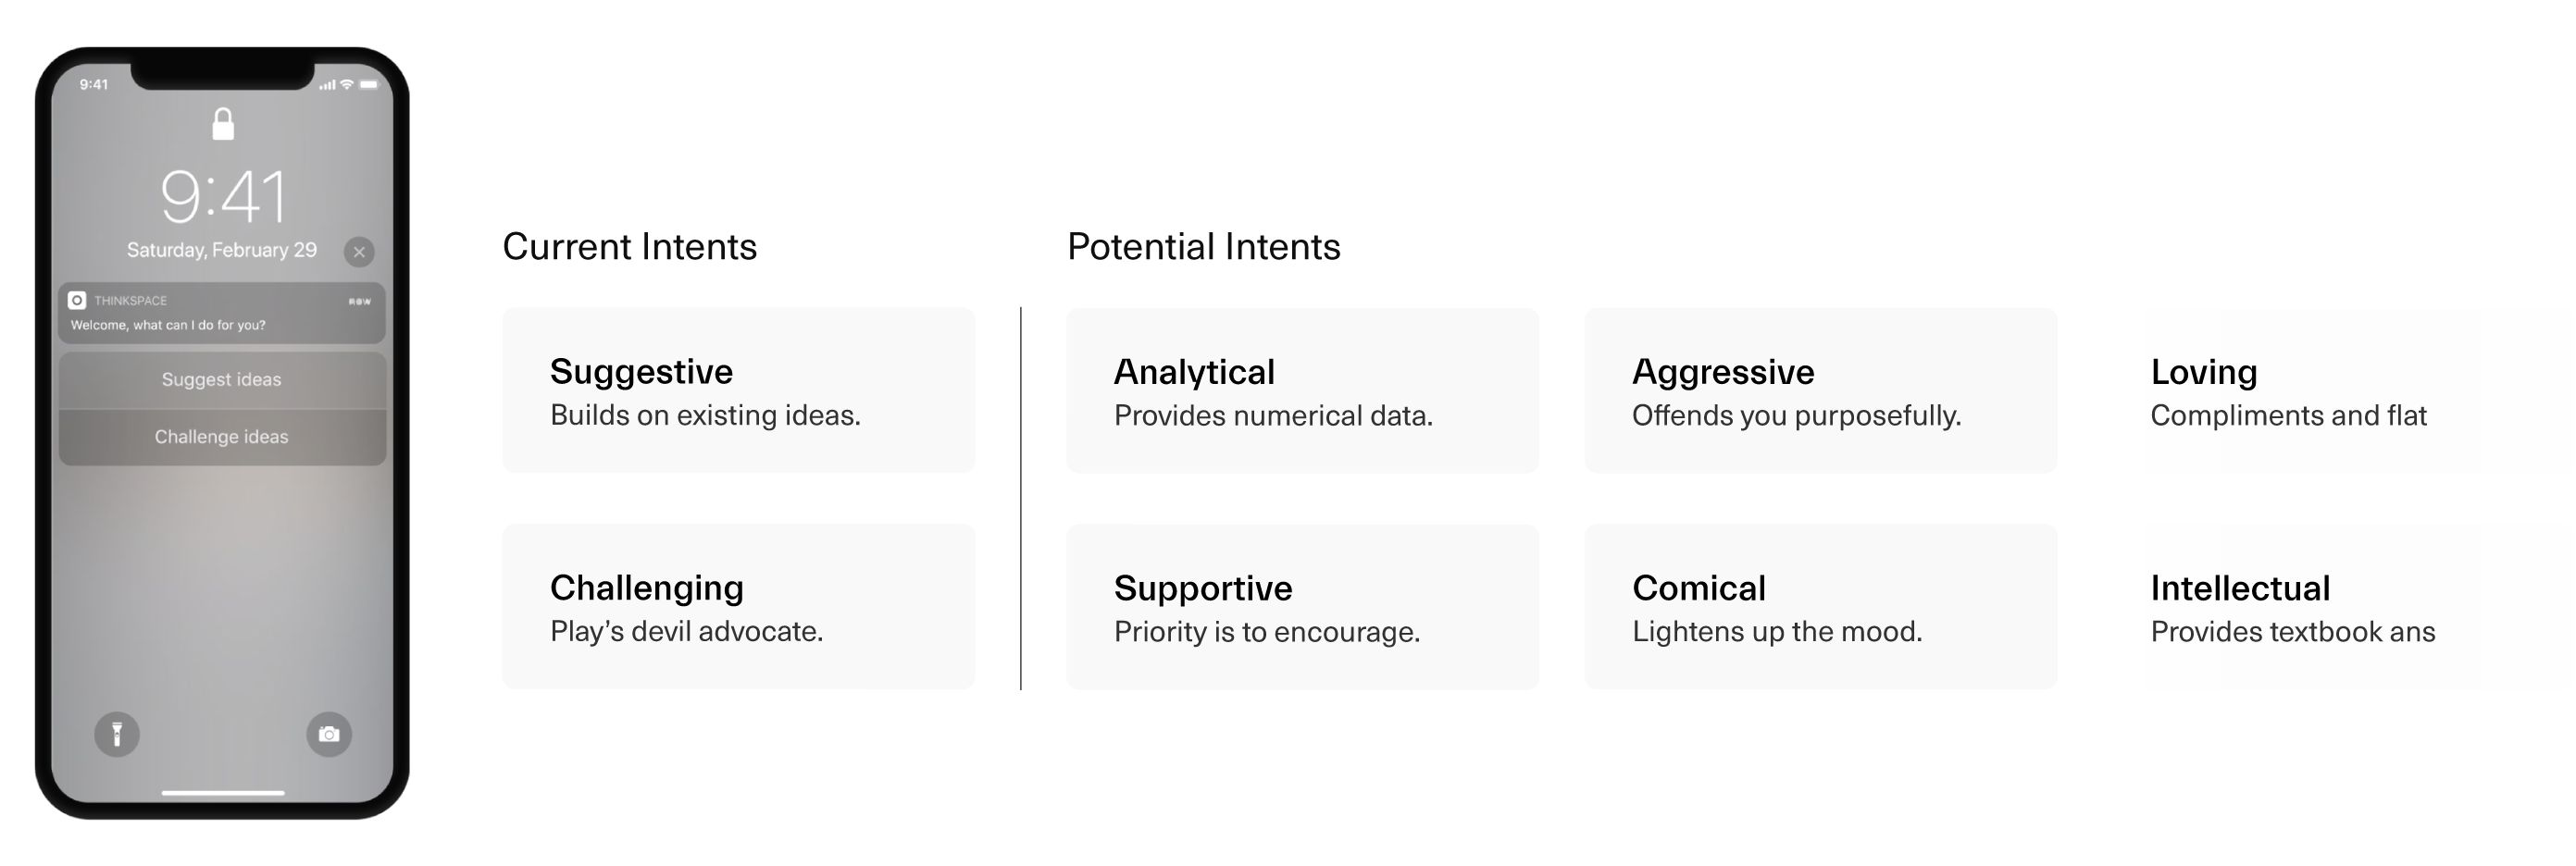 9:41
9:41
Saturday, February 29
THINKSPACE
now
Welcome, what can I do for you?
Suggest ideas
Challenge ideas
Current Intents
Suggestive
Builds on existing ideas.
Challenging
Play’s devil advocate.
Potential Intents
Analytical
Provides numerical data.
Aggressive
Offends you purposefully.
Loving
Compliments and flat
Supportive
Priority is to encourage.
Comical
Lightens up the mood.
Intellectual
Provides textbook ans